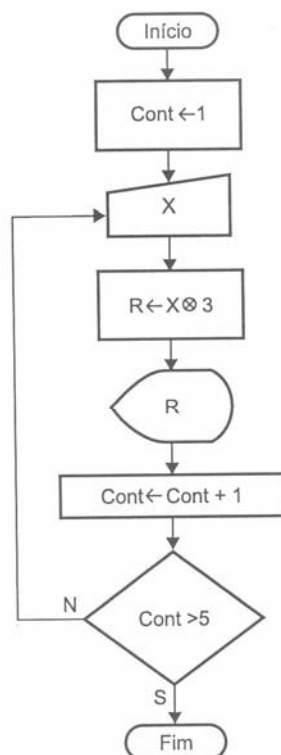 Início
Cont ←1
X
R←X⊗ 3
R
Cont← Cont + 1
N
Cont >5
S
Fim